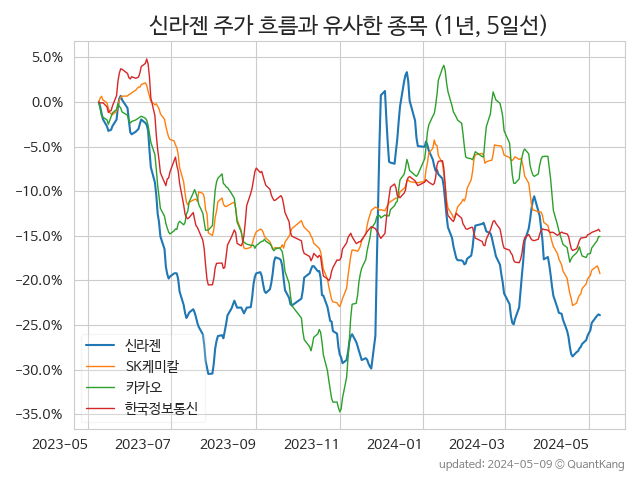 신라젠 주가 흐름과 유사한 종목 (1년, 5일선)
5.0%
0.0%
−5.0%
−10.0%
−15.0%
−20.0%
−25.0%
−30.0%
−35.0%
신라젠
SK케미칼
카카오
한국정보통신
2023-05 2023-07 2023-09 2023-11 2024-01 2024-03 2024-05
updated: 2024-05-09 © QuantKang